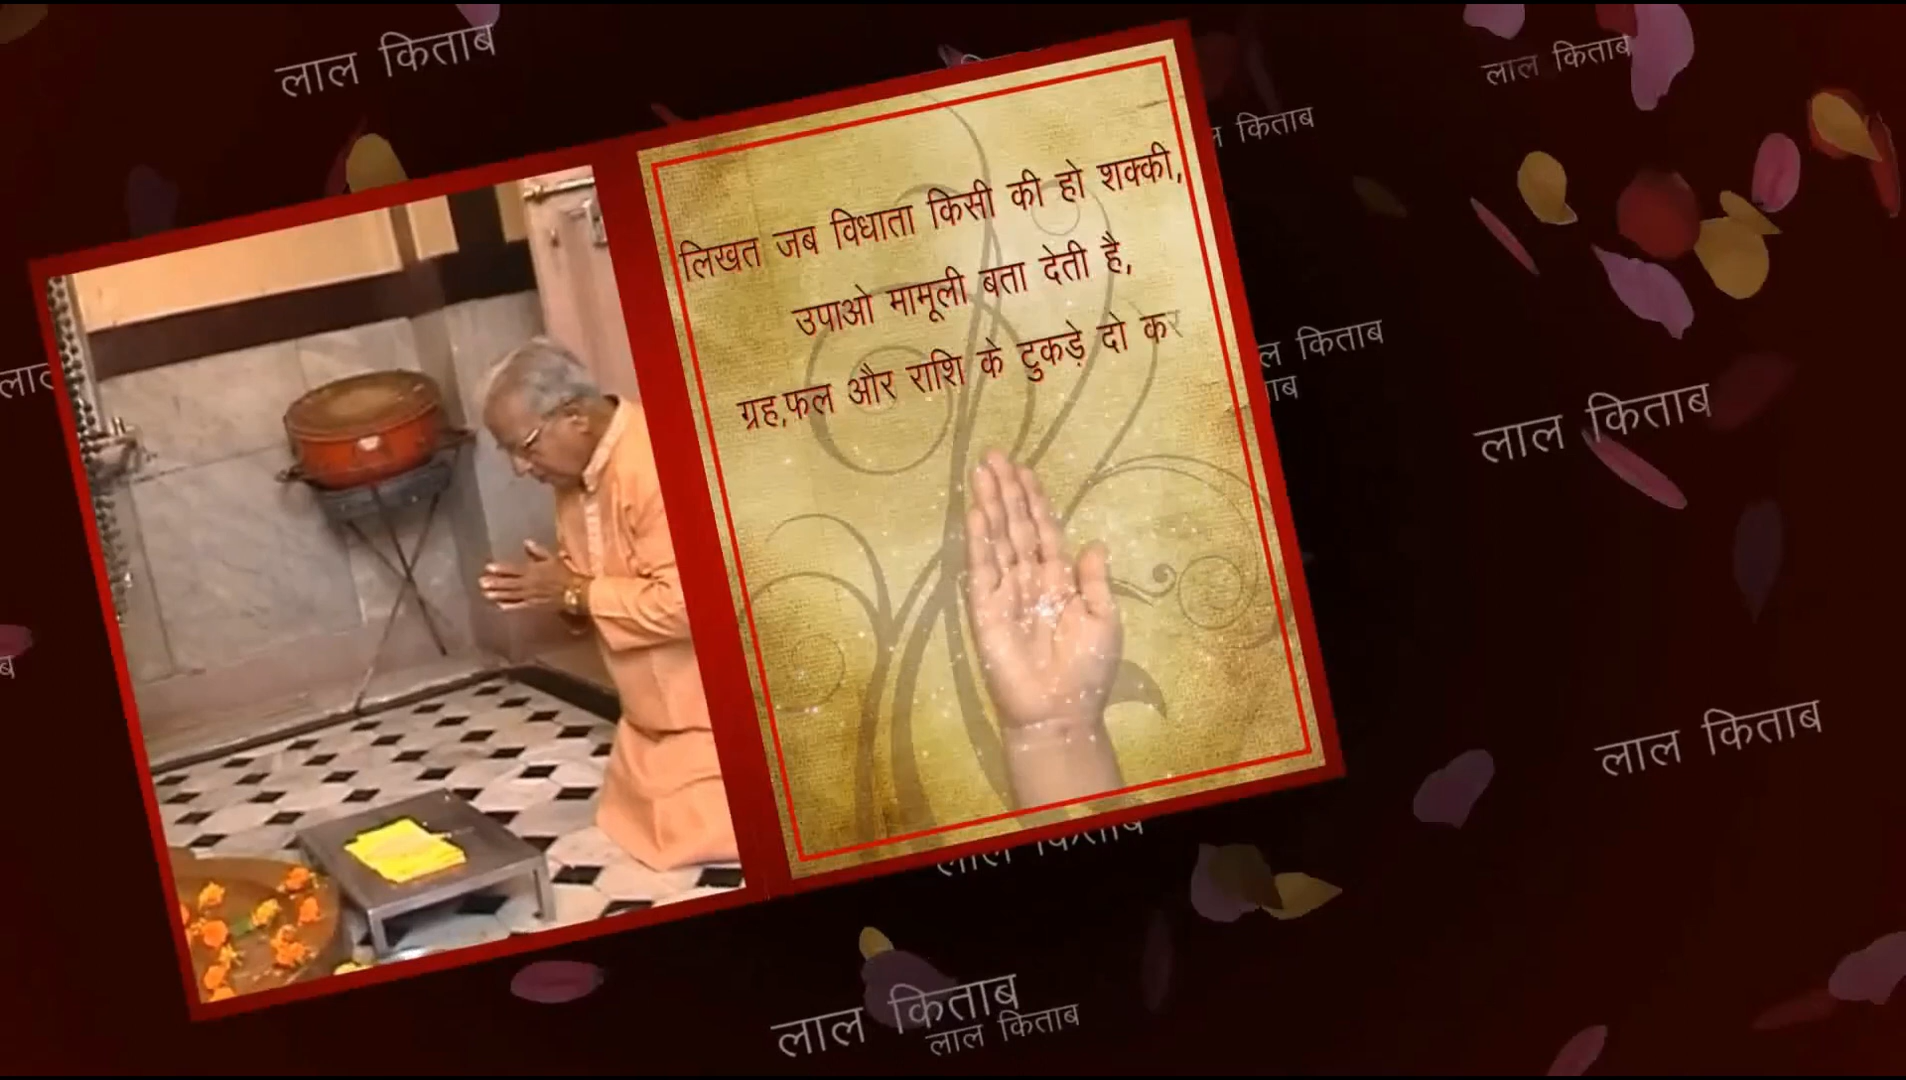 लाल किताब
लाल किताब
किताब
लिखत जब विधाता किसी की हो शक्की,
उपाओ मामूली बता देती है,
ग्रह,फल और राशि के टुकड़े दो कर
किताब
लाल किताब
लाल किताब
लाल किताब
लाल किताब